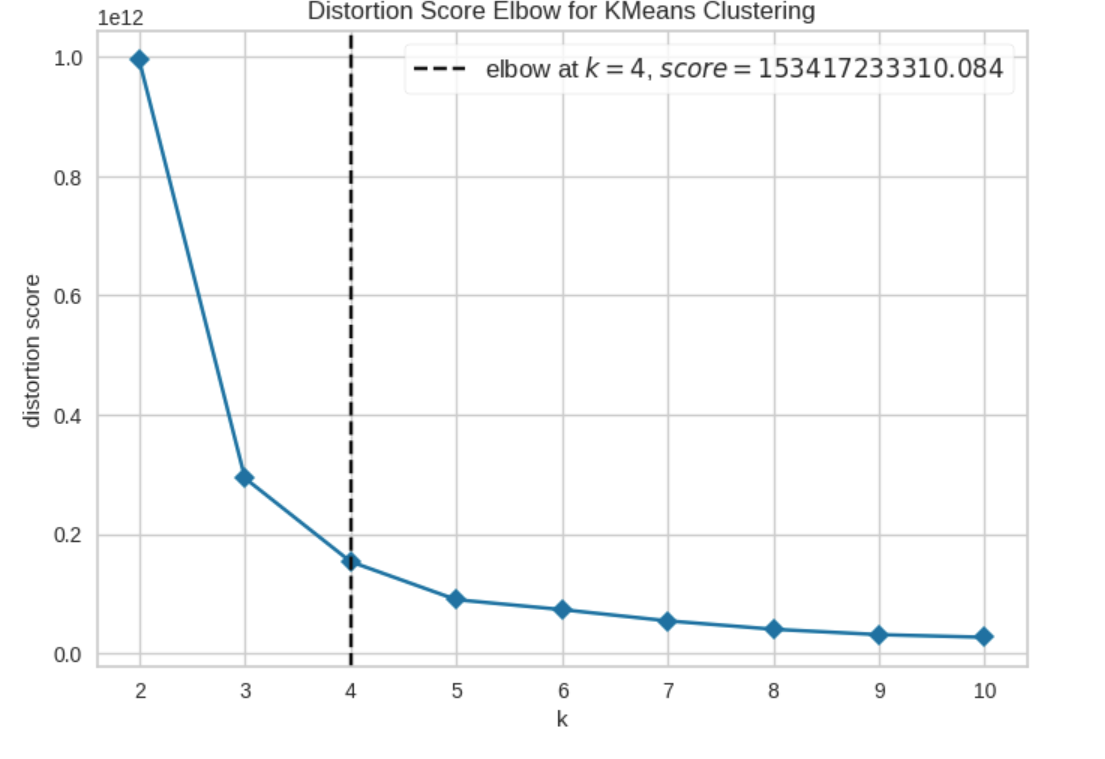 Distortion Score Elbow for KMeans Clustering
1e12
elbow at k = 4, score = 153417233310.084
1.0
0.8
0.6
0.4
0.2
0.0
distortion score
2 3 4 5 6 7 8 9 10
k